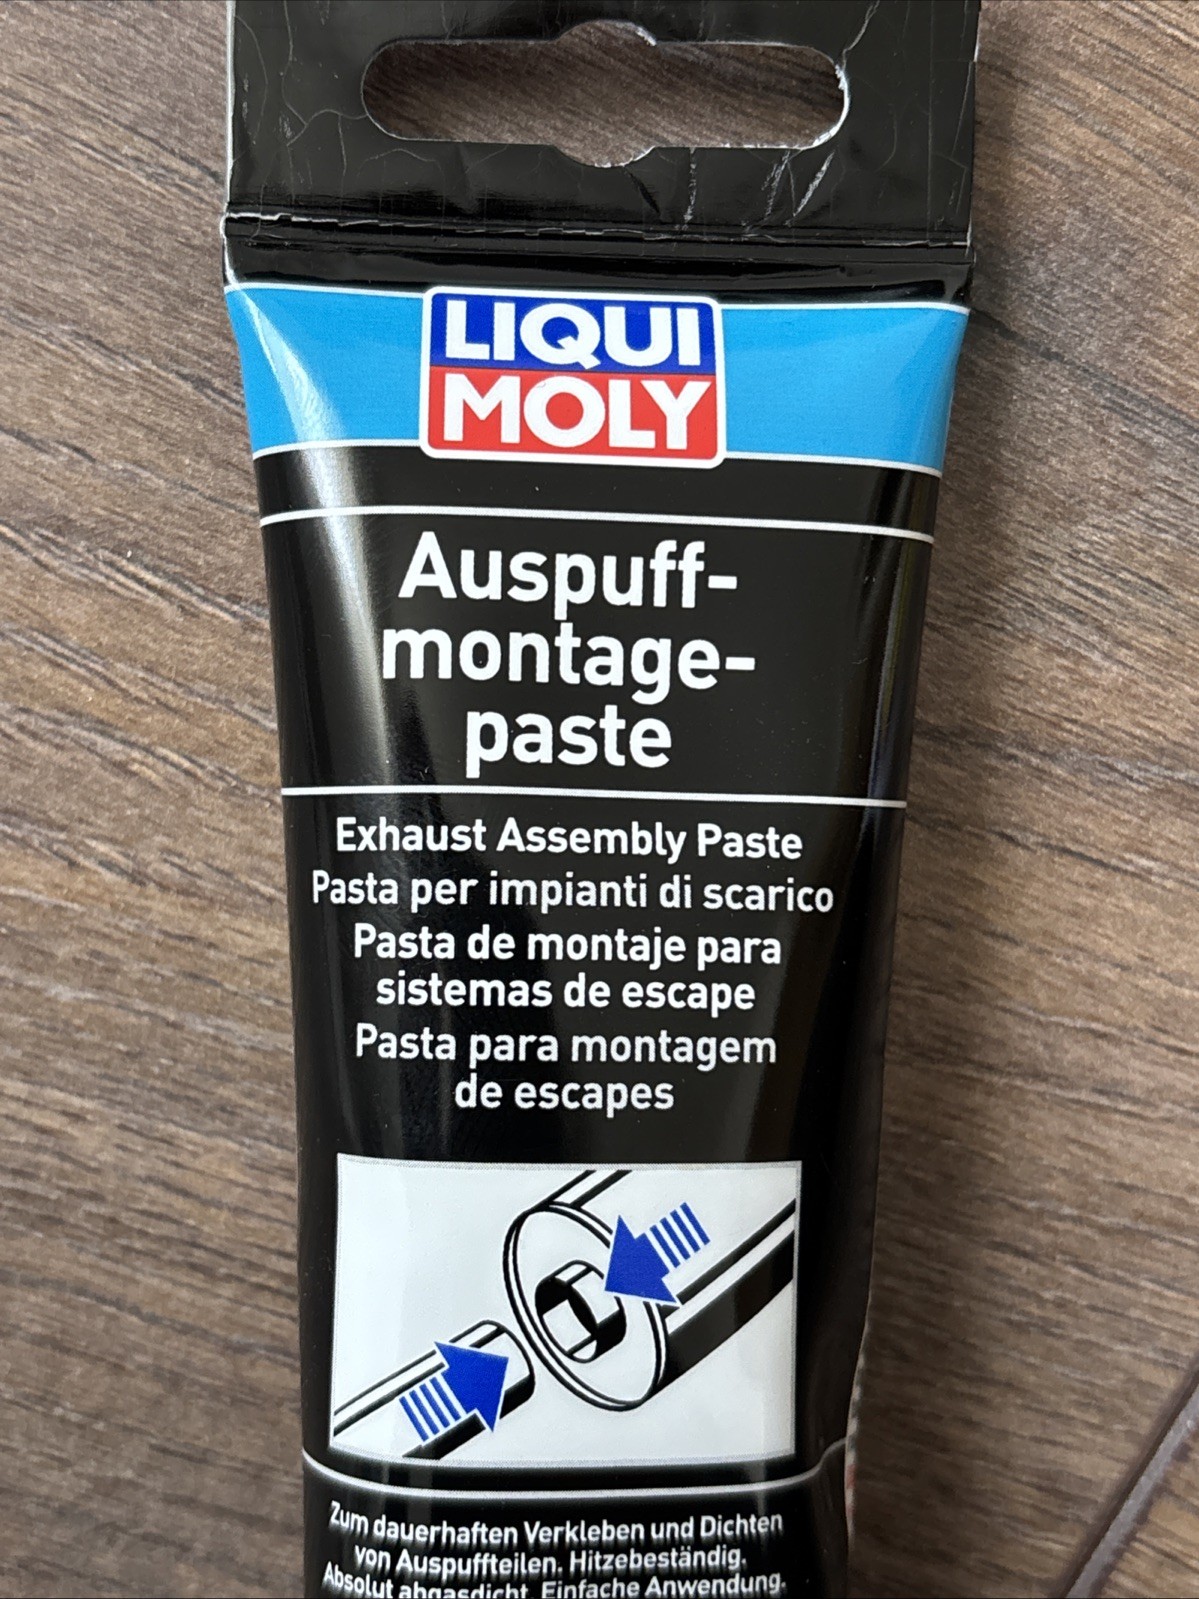 LIQUI
MOLY
Auspuff-
montage-
paste
Exhaust Assembly Paste
Pasta per impianti di scarico
Pasta de montaje para
sistemas de escape
Pasta para montagem
de escapes
Zum dauerhaften Verkleben und Dichten
von Auspuffteilen. Hitzebeständig.
Absolut abgasdicht. Einfache Anwendung.